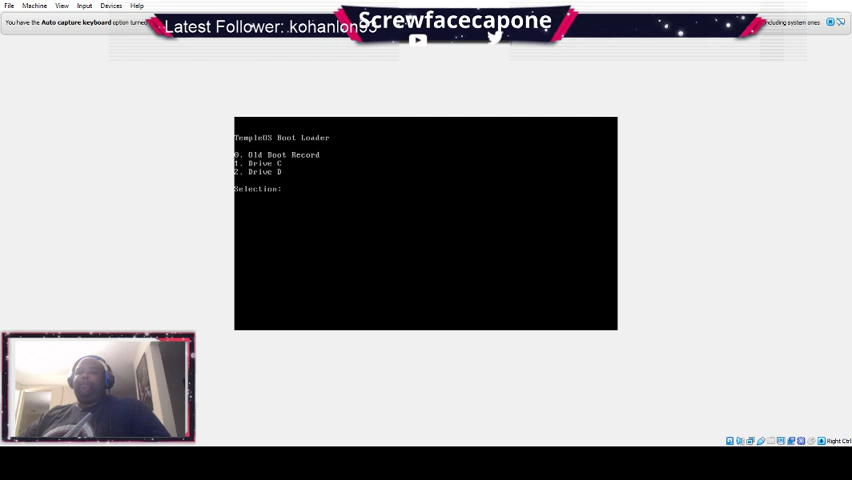 File Machine View Input Devices Help
You have the Auto capture keyboard option turned
including system ones
Latest Follower: kohanlon93
Screwfacecapone
TempleOS Boot Loader
0. Old Boot Record
1. Drive C
2. Drive D
Selection:
Right Ctrl